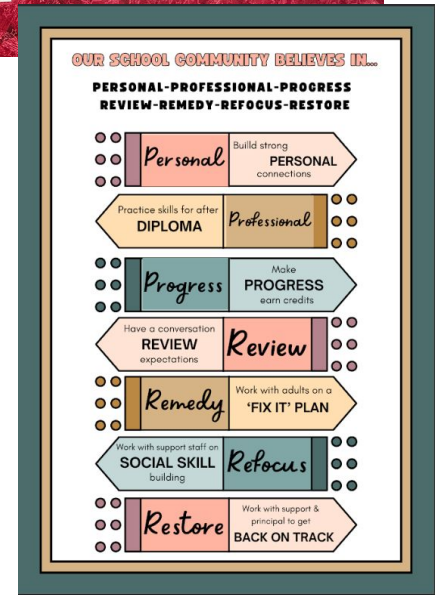 OUR SCHOOL COMMUNITY BELIEVES IN...
PERSONAL-PROFESSIONAL-PROGRESS
REVIEW-REMEDY-REFOCUS-RESTORE
Personal
Builld strong
PERSONAL
connections
Practice skills for after
DIPLOMA
Professional
Progress
Make
PROGRESS
earn credits
Have a conversation
REVIEW
expectations
Review
Remedy
Work with adults on a
'FIX IT' PLAN
Work with support staff on
SOCIAL SKILL
building
Refocus
Restore
Work with support &
principal to get
BACK ON TRACK